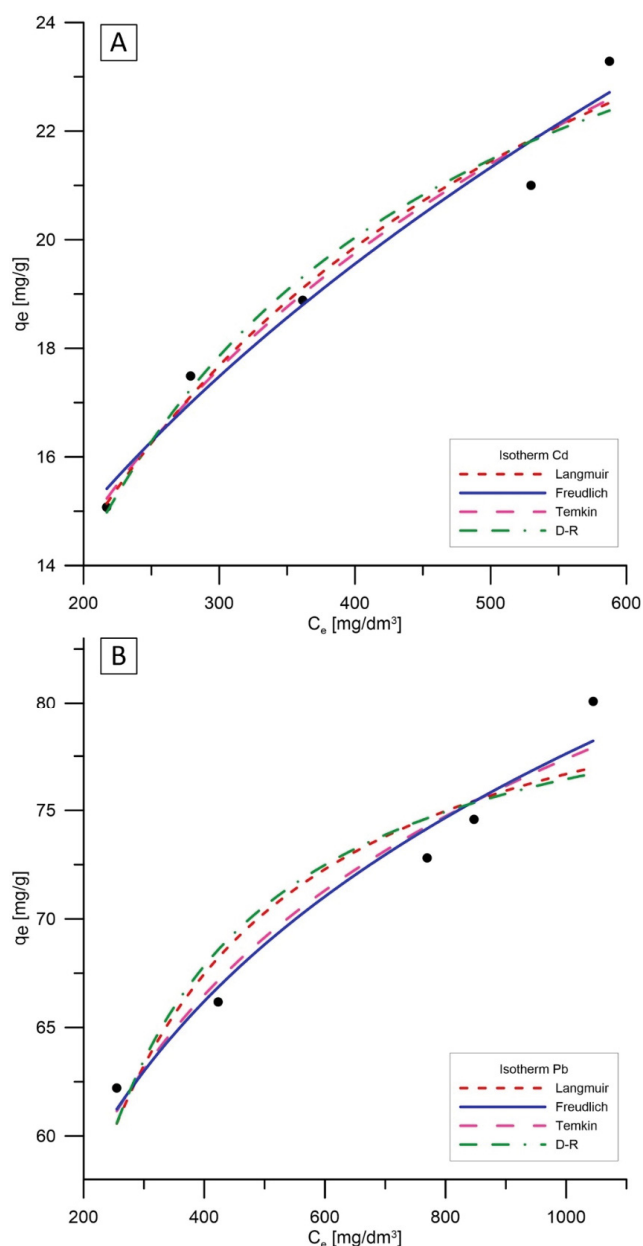 A
24
22
20
18
16
14
qe [mg/g]
200
300
400
500
600
Ce [mg/dm³]
Isotherm Cd
Langmuir
Freudlich
Temkin
D-R
B
80
75
70
65
60
qe [mg/g]
200
400
600
800
1000
Ce [mg/dm³]
Isotherm Pb
Langmuir
Freudlich
Temkin
D-R